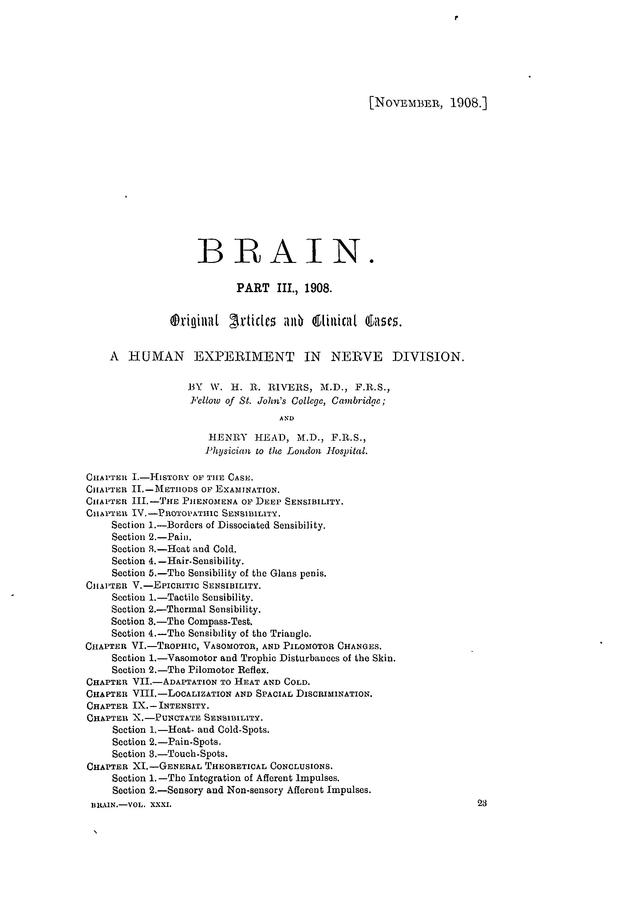 [NOVEMBER, 1908.]
BRAIN.
PART III., 1908.
Original Articles and Clinical Cases.
A HUMAN EXPERIMENT IN NERVE DIVISION.
BY W. H. R. RIVERS, M.D., F.R.S.,
Fellow of St. John's College, Cambridge;
AND
HENRY HEAD, M.D., F.R.S.,
Physician to the London Hospital.
CHAPTER I.—HISTORY OF THE CASE.
CHAPTER II.—METHODS OF EXAMINATION.
CHAPTER III.—THE PHENOMENA OF DEEP SENSIBILITY.
CHAPTER IV.—PROTOPATHIC SENSIBILITY.
Section 1.—Borders of Dissociated Sensibility.
Section 2.—Pain.
Section 3.—Heat and Cold.
Section 4.—Hair-Sensibility.
Section 5.—The Sensibility of the Glans penis.
CHAPTER V.—EPICRITIC SENSIBILITY.
Section 1.—Tactile Sensibility.
Section 2.—Thermal Sensibility.
Section 3.—The Compass-Test.
Section 4.—The Sensibility of the Triangle.
CHAPTER VI.—TROPHIC, VASOMOTOR, AND PILOMOTOR CHANGES.
Section 1.—Vasomotor and Trophic Disturbances of the Skin.
Section 2.—The Pilomotor Reflex.
CHAPTER VII.—ADAPTATION TO HEAT AND COLD.
CHAPTER VIII.—LOCALIZATION AND SPACIAL DISCRIMINATION.
CHAPTER IX.—INTENSITY.
CHAPTER X.—PUNCTATE SENSIBILITY.
Section 1.—Heat- and Cold-Spots.
Section 2.—Pain-Spots.
Section 3.—Touch-Spots.
CHAPTER XI.—GENERAL THEORETICAL CONCLUSIONS.
Section 1.—The Integration of Afferent Impulses.
Section 2.—Sensory and Non-sensory Afferent Impulses.
BRAIN.—VOL. XXXI. 23